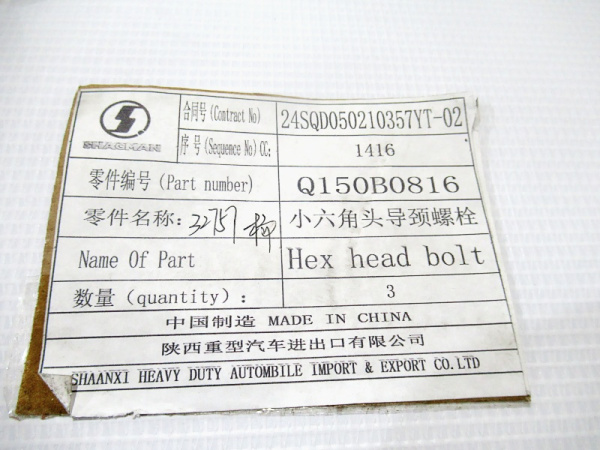 SHACMAN
合同号(Contract No) 24SQD050210357YT-02
序 号(Sequence No)CC: 1416
零件编号(Part number) Q150B0816
零件名称: 32757 小六角头导颈螺栓
Name Of Part Hex head bolt
数量(quantity): 3
中国制造 MADE IN CHINA
陕西重型汽车进出口有限公司
SHAANXI HEAVY DUTY AUTOMBILE IMPORT & EXPORT CO.LTD